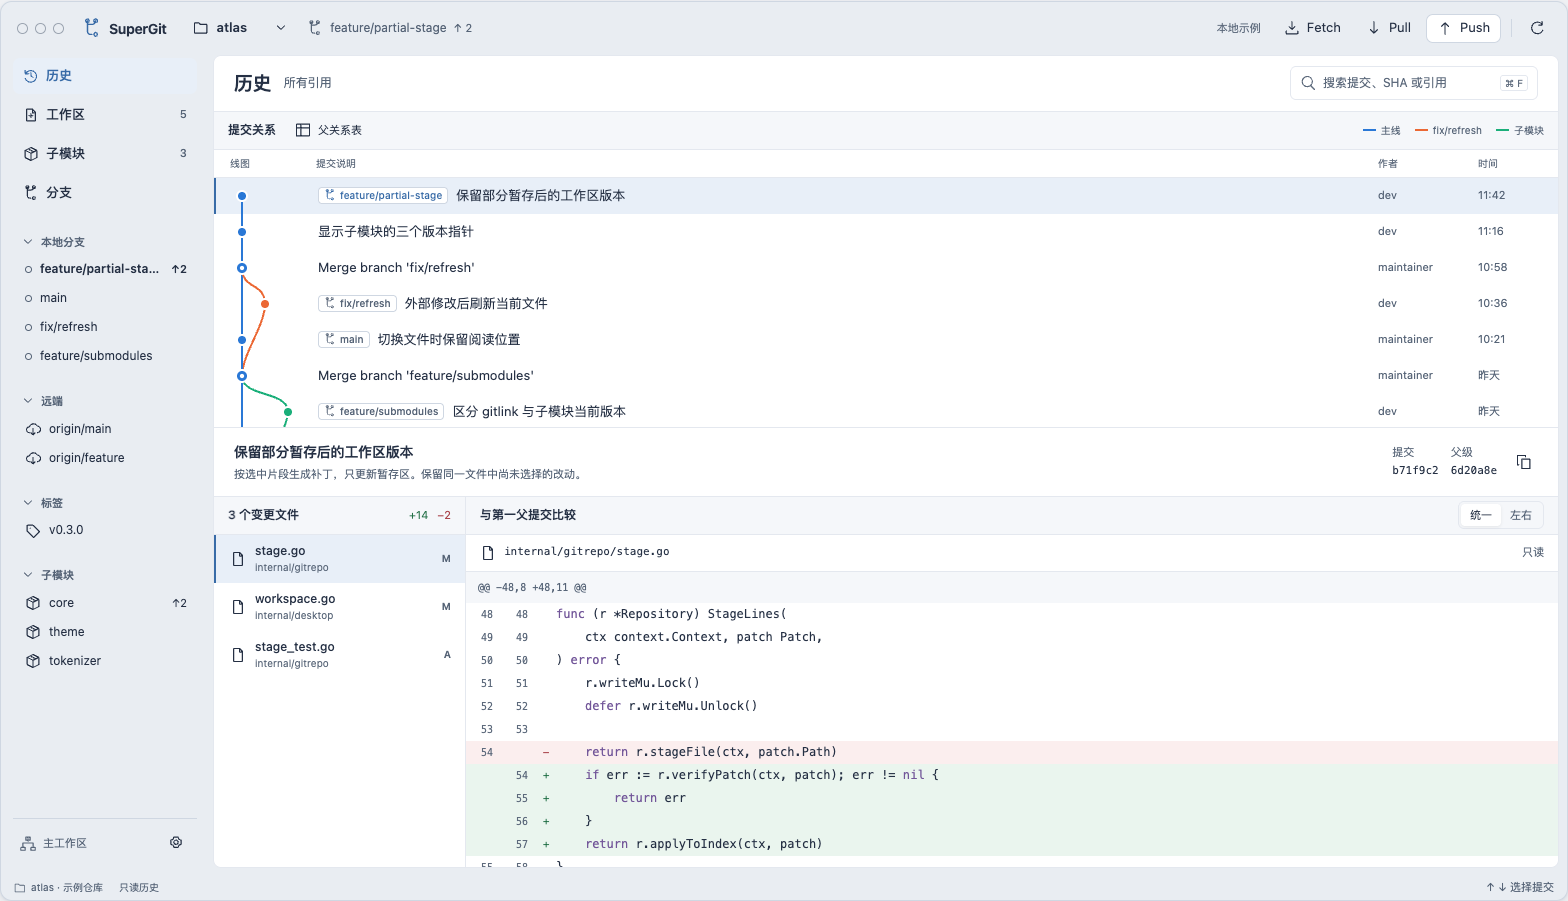 SuperGit
atlas
feature/partial-stage ↑ 2
本地示例
Fetch
Pull
Push
历史
工作区 5
子模块 3
分支
本地分支
feature/partial-sta... ↑2
main
fix/refresh
feature/submodules
远端
origin/main
origin/feature
标签
v0.3.0
子模块
core ↑2
theme
tokenizer
主工作区
历史 所有引用
搜索提交、SHA 或引用 ⌘ F
提交关系 父关系表
主线 fix/refresh 子模块
线图 提交说明 作者 时间
feature/partial-stage 保留部分暂存后的工作区版本 dev 11:42
显示子模块的三个版本指针 dev 11:16
Merge branch 'fix/refresh' maintainer 10:58
fix/refresh 外部修改后刷新当前文件 dev 10:36
main 切换文件时保留阅读位置 maintainer 10:21
Merge branch 'feature/submodules' maintainer 昨天
feature/submodules 区分 gitlink 与子模块当前版本 dev 昨天
保留部分暂存后的工作区版本
按选中片段生成补丁，只更新暂存区。保留同一文件中尚未选择的改动。
提交 父级
b71f9c2 6d20a8e
3 个变更文件 +14 −2
stage.go M
internal/gitrepo
workspace.go M
internal/desktop
stage_test.go A
internal/gitrepo
与第一父提交比较 统一 左右
internal/gitrepo/stage.go 只读
@@ −48,8 +48,11 @@
48 48 func (r *Repository) StageLines(
49 49 ctx context.Context, patch Patch,
50 50 ) error {
51 51 r.writeMu.Lock()
52 52 defer r.writeMu.Unlock()
53 53
54 − return r.stageFile(ctx, patch.Path)
54 + if err := r.verifyPatch(ctx, patch); err != nil {
55 + return err
56 + }
57 + return r.applyToIndex(ctx, patch)
55 58 }
atlas · 示例仓库 只读历史
↑ ↓ 选择提交